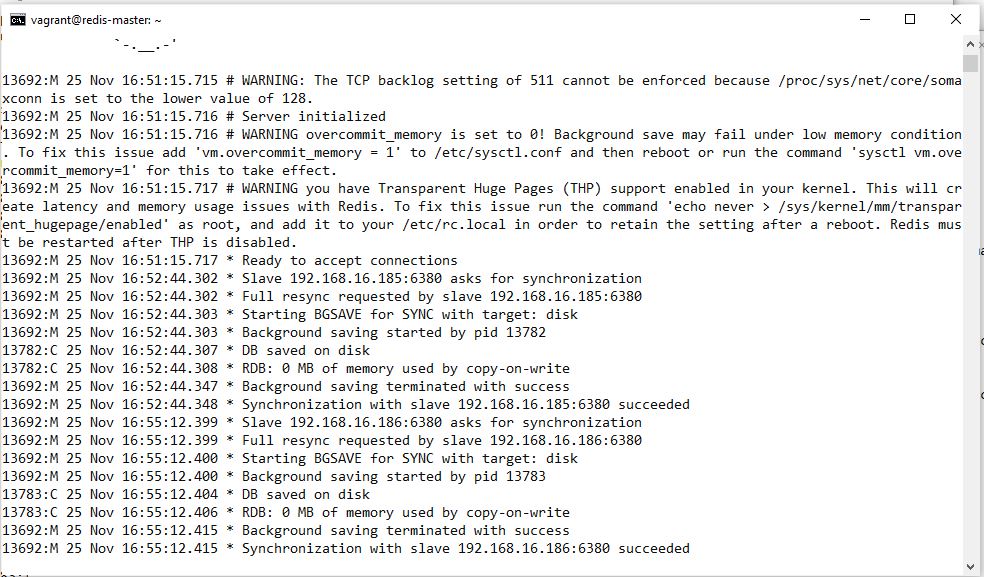 vagrant@redis-master: ~
`-.__.-'
13692:M 25 Nov 16:51:15.715 # WARNING: The TCP backlog setting of 511 cannot be enforced because /proc/sys/net/core/soma
xconn is set to the lower value of 128.
13692:M 25 Nov 16:51:15.716 # Server initialized
13692:M 25 Nov 16:51:15.716 # WARNING overcommit_memory is set to 0! Background save may fail under low memory condition
. To fix this issue add 'vm.overcommit_memory = 1' to /etc/sysctl.conf and then reboot or run the command 'sysctl vm.ove
rcommit_memory=1' for this to take effect.
13692:M 25 Nov 16:51:15.717 # WARNING you have Transparent Huge Pages (THP) support enabled in your kernel. This will cr
eate latency and memory usage issues with Redis. To fix this issue run the command 'echo never > /sys/kernel/mm/transpar
ent_hugepage/enabled' as root, and add it to your /etc/rc.local in order to retain the setting after a reboot. Redis mus
t be restarted after THP is disabled.
13692:M 25 Nov 16:51:15.717 * Ready to accept connections
13692:M 25 Nov 16:52:44.302 * Slave 192.168.16.185:6380 asks for synchronization
13692:M 25 Nov 16:52:44.302 * Full resync requested by slave 192.168.16.185:6380
13692:M 25 Nov 16:52:44.303 * Starting BGSAVE for SYNC with target: disk
13692:M 25 Nov 16:52:44.303 * Background saving started by pid 13782
13782:C 25 Nov 16:52:44.307 * DB saved on disk
13782:C 25 Nov 16:52:44.308 * RDB: 0 MB of memory used by copy-on-write
13692:M 25 Nov 16:52:44.347 * Background saving terminated with success
13692:M 25 Nov 16:52:44.348 * Synchronization with slave 192.168.16.185:6380 succeeded
13692:M 25 Nov 16:55:12.399 * Slave 192.168.16.186:6380 asks for synchronization
13692:M 25 Nov 16:55:12.399 * Full resync requested by slave 192.168.16.186:6380
13692:M 25 Nov 16:55:12.400 * Starting BGSAVE for SYNC with target: disk
13692:M 25 Nov 16:55:12.400 * Background saving started by pid 13783
13783:C 25 Nov 16:55:12.404 * DB saved on disk
13783:C 25 Nov 16:55:12.406 * RDB: 0 MB of memory used by copy-on-write
13692:M 25 Nov 16:55:12.415 * Background saving terminated with success
13692:M 25 Nov 16:55:12.415 * Synchronization with slave 192.168.16.186:6380 succeeded